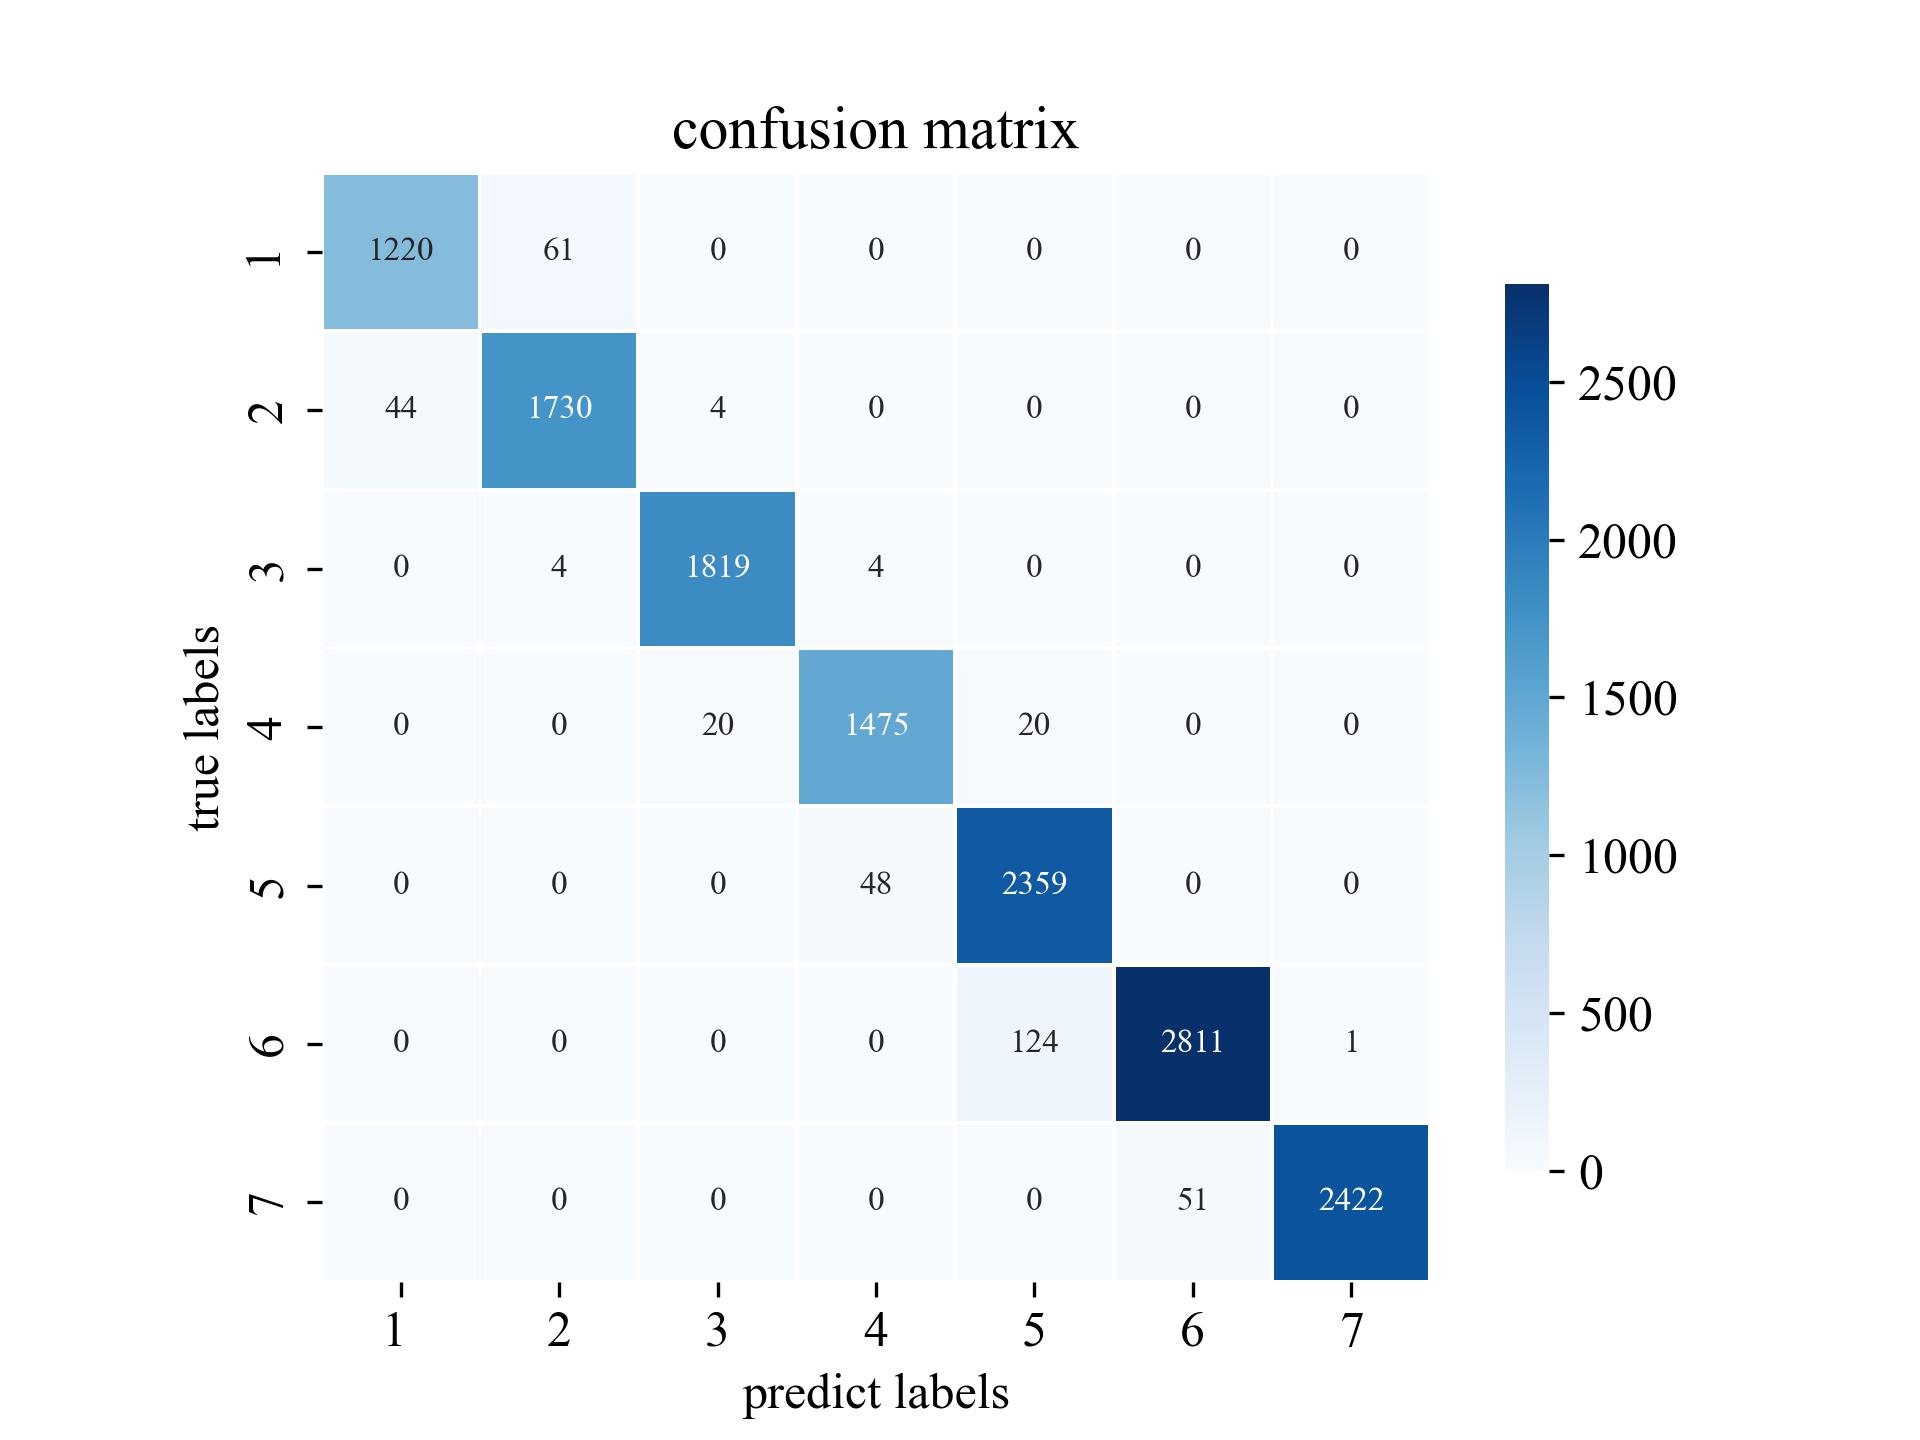 confusion matrix
1 1220 61 0 0 0 0 0
2 44 1730 4 0 0 0 0
3 0 4 1819 4 0 0 0
4 0 0 20 1475 20 0 0
5 0 0 0 48 2359 0 0
6 0 0 0 0 124 2811 1
7 0 0 0 0 0 51 2422
1 2 3 4 5 6 7
predict labels
true labels
2500
2000
1500
1000
500
0